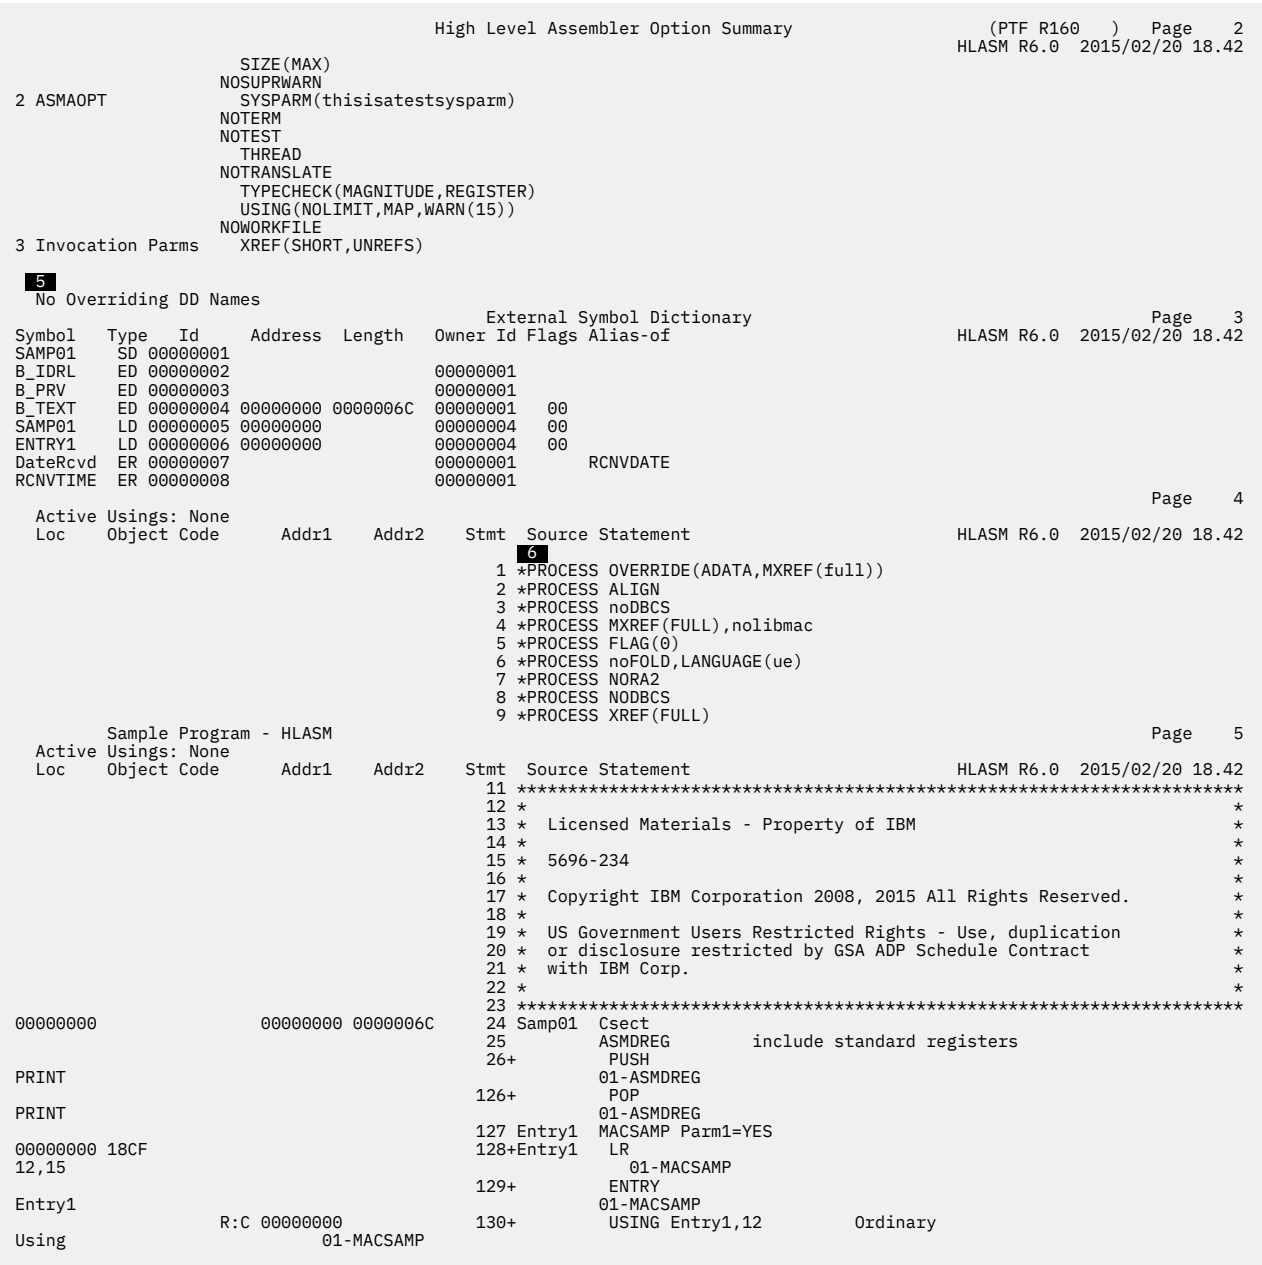 High Level Assembler Option Summary (PTF R160 ) Page 2
HLASM R6.0 2015/02/20 18.42
SIZE(MAX)
NOSUPRWARN
2 ASMAOPT SYSPARM(thisisatestsysparm)
NOTERM
NOTEST
THREAD
NOTRANSLATE
TYPECHECK(MAGNITUDE,REGISTER)
USING(NOLIMIT,MAP,WARN(15))
NOWORKFILE
3 Invocation Parms XREF(SHORT,UNREFS)
5
No Overriding DD Names
External Symbol Dictionary Page 3
Symbol Type Id Address Length Owner Id Flags Alias-of HLASM R6.0 2015/02/20 18.42
SAMP01 SD 00000001
B_IDRL ED 00000002 00000001
B_PRV ED 00000003 00000001
B_TEXT ED 00000004 00000000 0000006C 00000001 00
SAMP01 LD 00000005 00000000 00000004 00
ENTRY1 LD 00000006 00000000 00000004 00
DateRcvd ER 00000007 00000001 RCNVDATE
RCNVTIME ER 00000008 00000001
Page 4
Active Usings: None
Loc Object Code Addr1 Addr2 Stmt Source Statement HLASM R6.0 2015/02/20 18.42
6
1 *PROCESS OVERRIDE(ADATA,MXREF(full))
2 *PROCESS ALIGN
3 *PROCESS noDBCS
4 *PROCESS MXREF(FULL),nolibmac
5 *PROCESS FLAG(0)
6 *PROCESS noFOLD,LANGUAGE(ue)
7 *PROCESS NORA2
8 *PROCESS NODBCS
9 *PROCESS XREF(FULL)
Sample Program - HLASM Page 5
Active Usings: None
Loc Object Code Addr1 Addr2 Stmt Source Statement HLASM R6.0 2015/02/20 18.42
11 ***********************************************************************
12 * *
13 * Licensed Materials - Property of IBM *
14 * *
15 * 5696-234 *
16 * *
17 * Copyright IBM Corporation 2008, 2015 All Rights Reserved. *
18 * *
19 * US Government Users Restricted Rights - Use, duplication *
20 * or disclosure restricted by GSA ADP Schedule Contract *
21 * with IBM Corp. *
22 * *
23 ***********************************************************************
00000000 00000000 0000006C 24 Samp01 Csect
25 ASMDREG include standard registers
26+ PUSH
PRINT 01-ASMDREG
126+ POP
PRINT 01-ASMDREG
127 Entry1 MACSAMP Parm1=YES
00000000 18CF 128+Entry1 LR
12,15 01-MACSAMP
129+ ENTRY
Entry1 01-MACSAMP
R:C 00000000 130+ USING Entry1,12 Ordinary
Using 01-MACSAMP